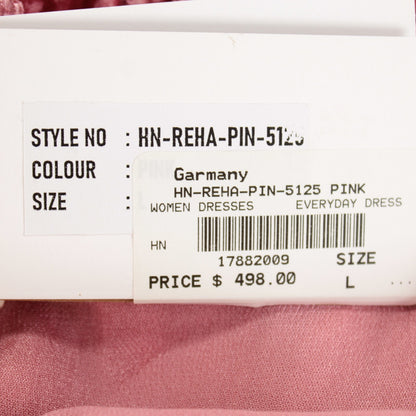 STYLE NO : HN-REHA-PIN-5125
COLOUR : PINK
SIZE : L
Garmany
HN-REHA-PIN-5125 PINK
WOMEN DRESSES EVERYDAY DRESS
HN
17882009 SIZE
PRICE $ 498.00 L ...